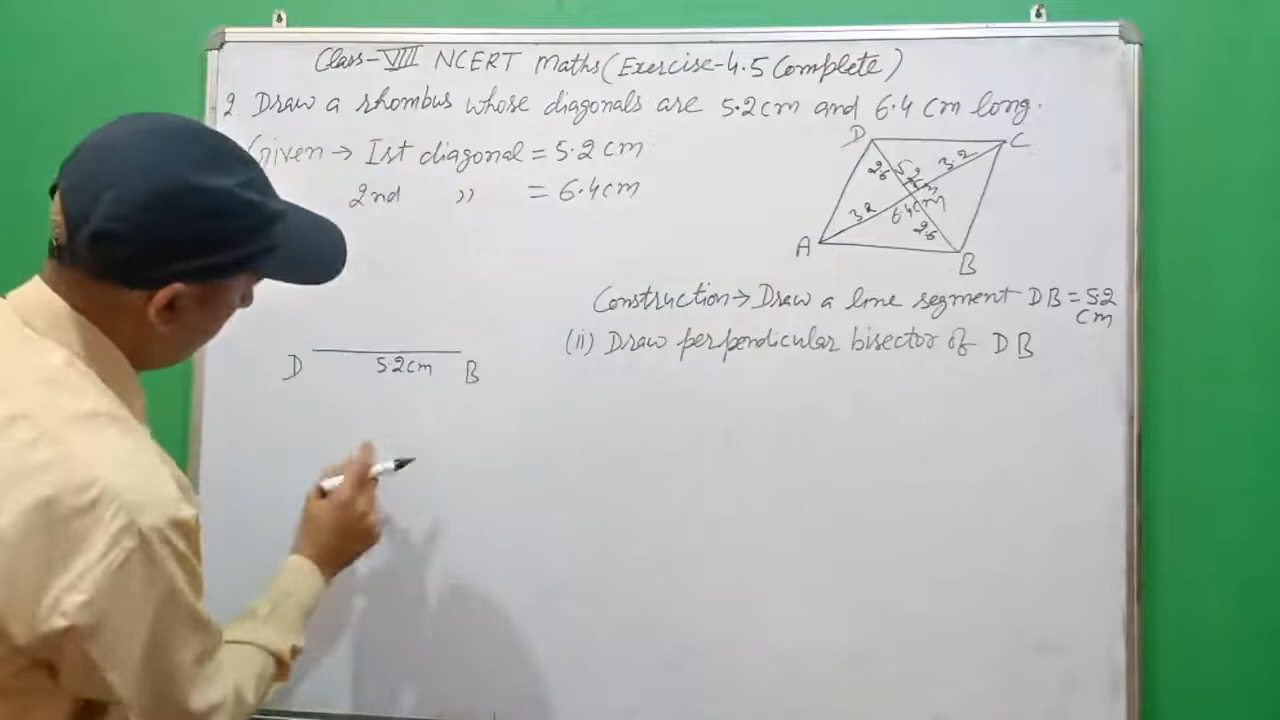 Class-VIII NCERT Maths (Exercise-4.5 Complete)
2. Draw a rhombus whose diagonals are 5.2cm and 6.4 cm long.
Given → Ist diagonal = 5.2 cm
2nd " = 6.4cm
D C
2.6 5.2cm 3.2
3.2 6.4cm 2.6
A B
Construction → Draw a line segment DB = 5.2
cm
(ii) Draw perpendicular bisector of DB
D 5.2cm B